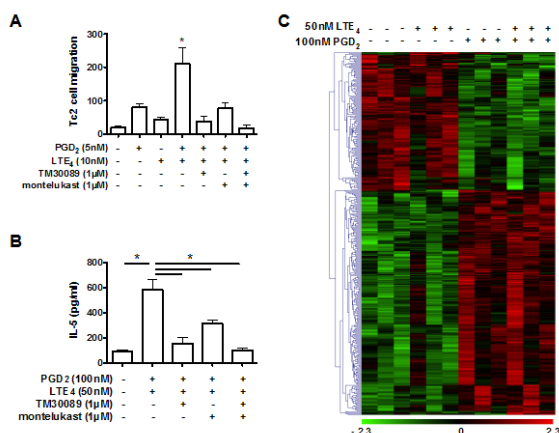 A
Tc2 cell migration
300
200
100
0
*
PGD2 (5nM) - + - + + + +
LTE4 (10nM) - - + + + + +
TM30089 (1μM) - - - - + - +
montelukast (1μM) - - - - - + +
B
IL-5 (pg/ml)
800
600
400
200
0
* *
PGD2 (100nM) - + + + +
LTE4 (50nM) - + + + +
TM30089 (1μM) - - + - +
montelukast (1μM) - - - + +
C
50nM LTE4 - - - + + + - - - + + +
100nM PGD2 - - - - - - + + + + + +
-2.3 0 2.3